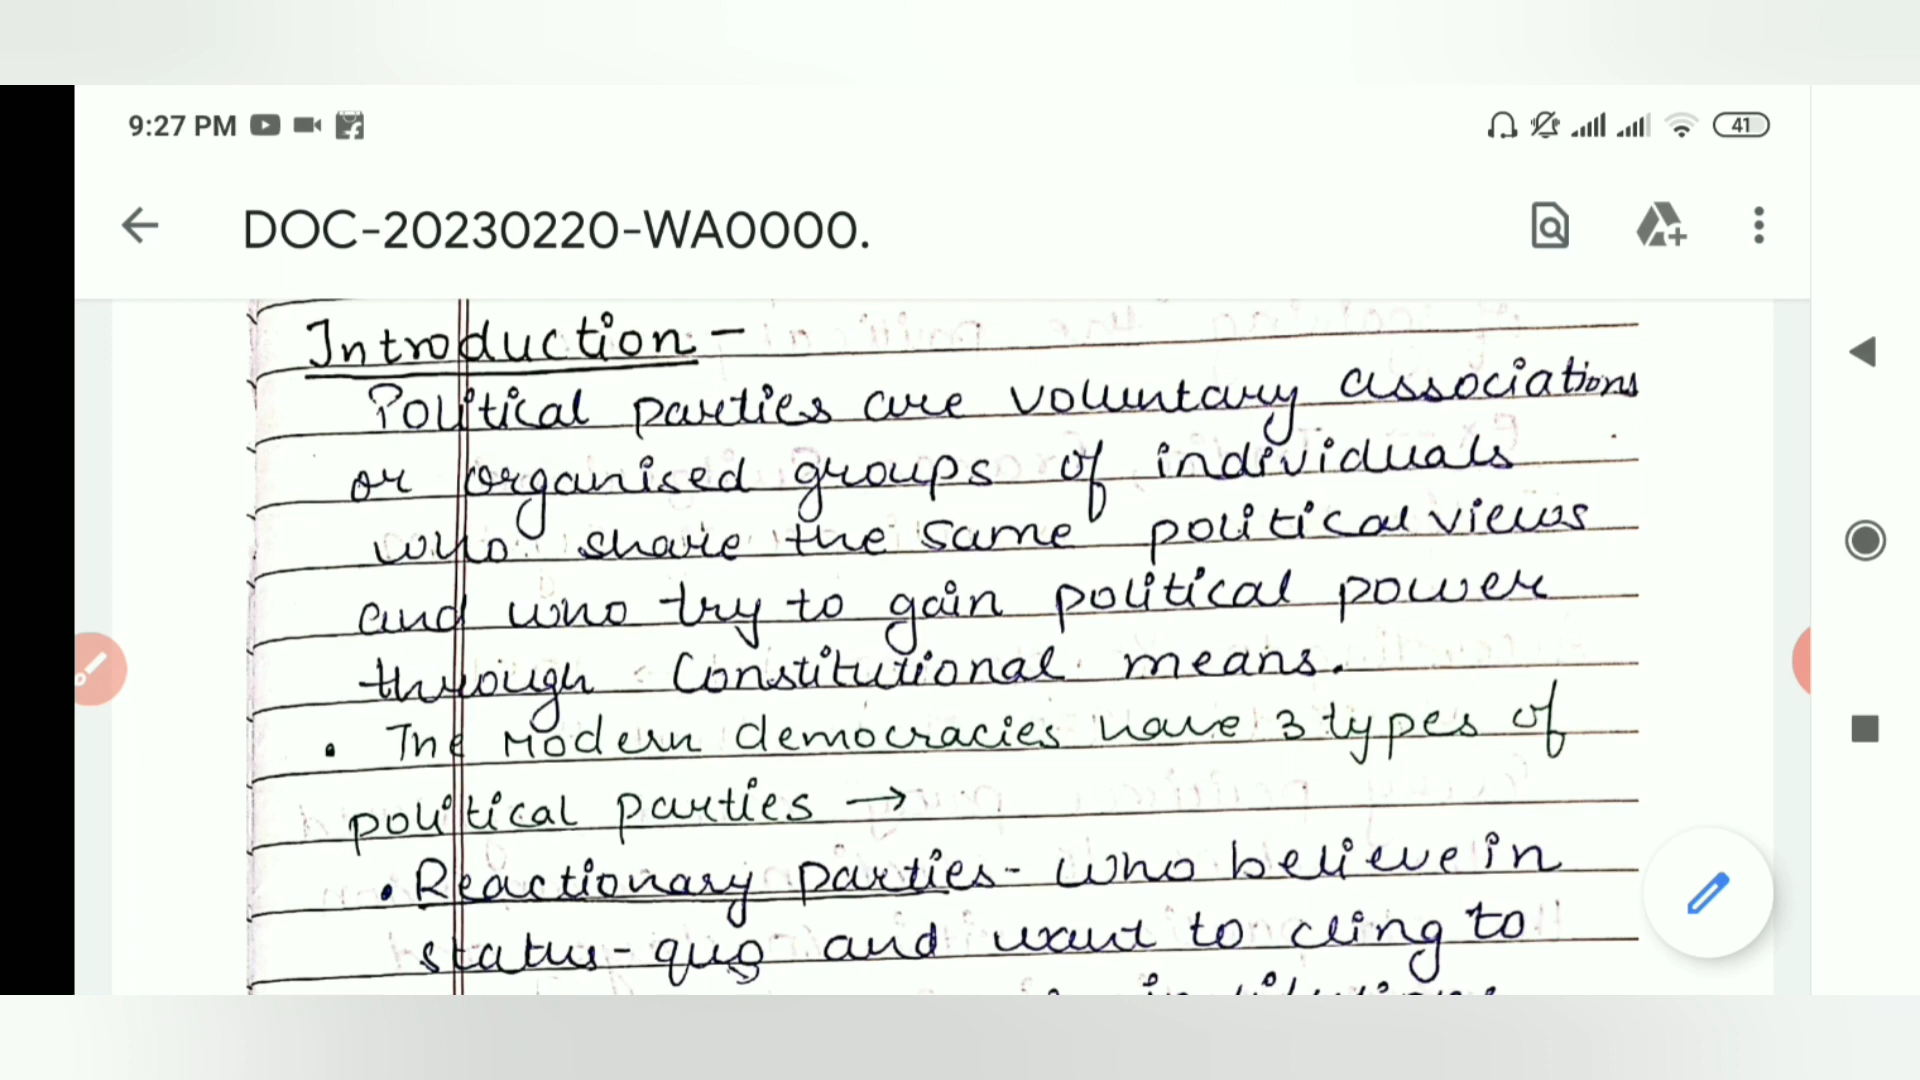 9:27 PM
41
DOC-20230220-WA0000.
Introduction -
Political parties are voluntary associations
or organised groups of individuals
who share the same political views
and who try to gain political power
through Constitutional means.
• The Modern democracies have 3 types of
political parties →
• Reactionary parties - who believe in
status-quo and want to cling to